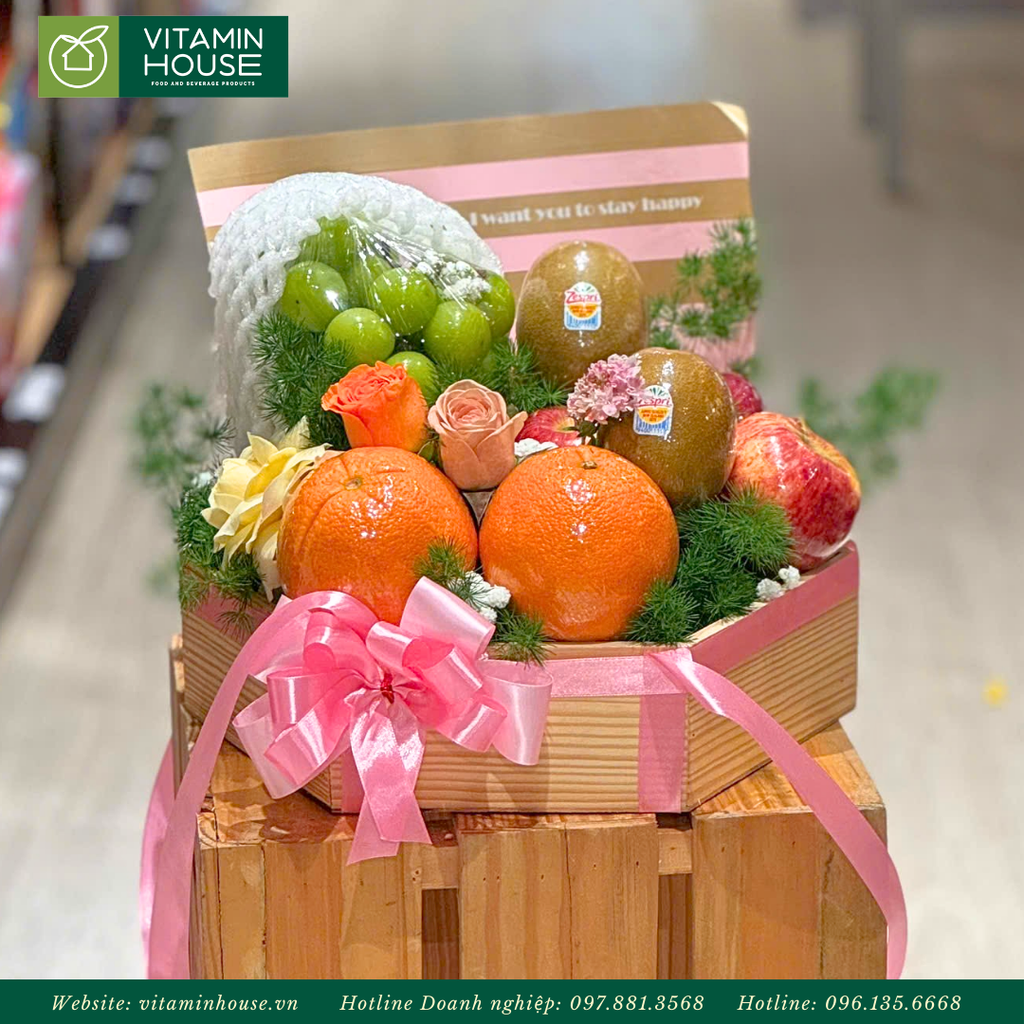 VITAMIN
HOUSE
FOOD AND BEVERAGE PRODUCTS
I want you to stay happy
Zespri
Zespri
Website: vitaminhouse.vn Hotline Doanh nghiệp: 097.881.3568 Hotline: 096.135.6668